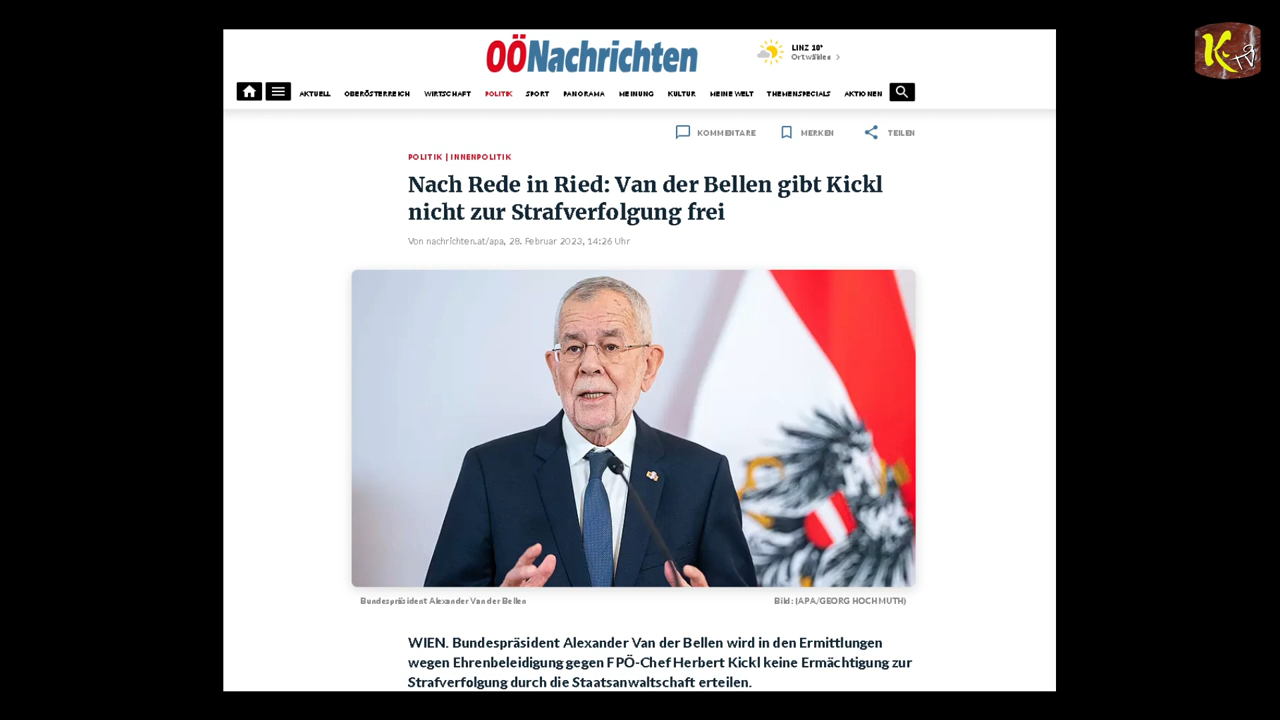 OÖNachrichten
LINZ 10°
Ort wählen
K
TV
AKTUELL OBERÖSTERREICH WIRTSCHAFT POLITIK SPORT PANORAMA MEINUNG KULTUR MEINE WELT THEMENSPECIALS AKTIONEN
KOMMENTARE MERKEN TEILEN
POLITIK | INNENPOLITIK
Nach Rede in Ried: Van der Bellen gibt Kickl
nicht zur Strafverfolgung frei
Von nachrichten.at/apa, 28. Februar 2023, 14:26 Uhr
Bundespräsident Alexander Van der Bellen Bild: (APA/GEORG HOCHMUTH)
WIEN. Bundespräsident Alexander Van der Bellen wird in den Ermittlungen
wegen Ehrenbeleidigung gegen FPÖ-Chef Herbert Kickl keine Ermächtigung zur
Strafverfolgung durch die Staatsanwaltschaft erteilen.